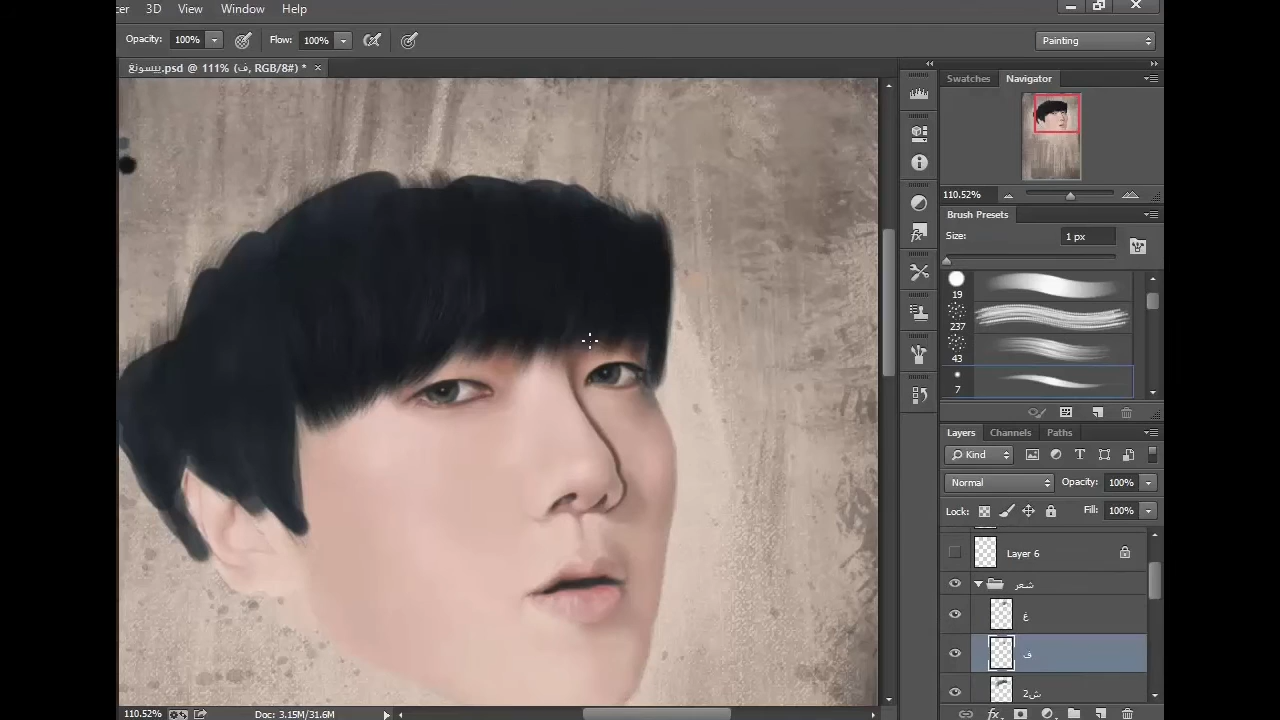 cer 3D View Window Help
Opacity: 100% Flow: 100% Painting
بيسونغ.psd @ 111% (ف, RGB/8#) * ×
Swatches Navigator
110.52%
Brush Presets
Size: 1 px
19
237
43
7
Layers Channels Paths
Kind
Normal Opacity: 100%
Lock: Fill: 100%
Layer 6
شعر
غ
ف
ش2
110.52% Doc: 3.15M/31.6M